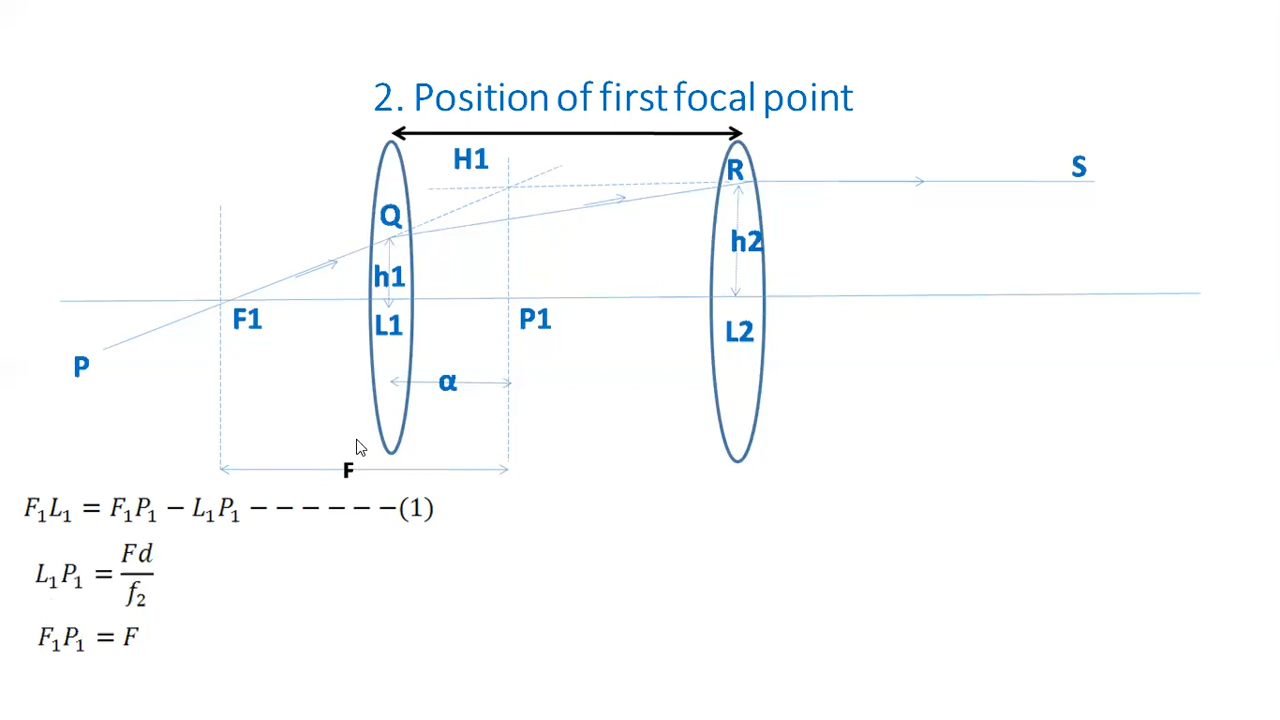 2. Position of first focal point
H1
R
S
Q
h2
h1
F1
L1
P1
L2
P
α
F
F₁L₁ = F₁P₁ − L₁P₁ − − − − − −(1)
L₁P₁ = Fd/f₂
F₁P₁ = F